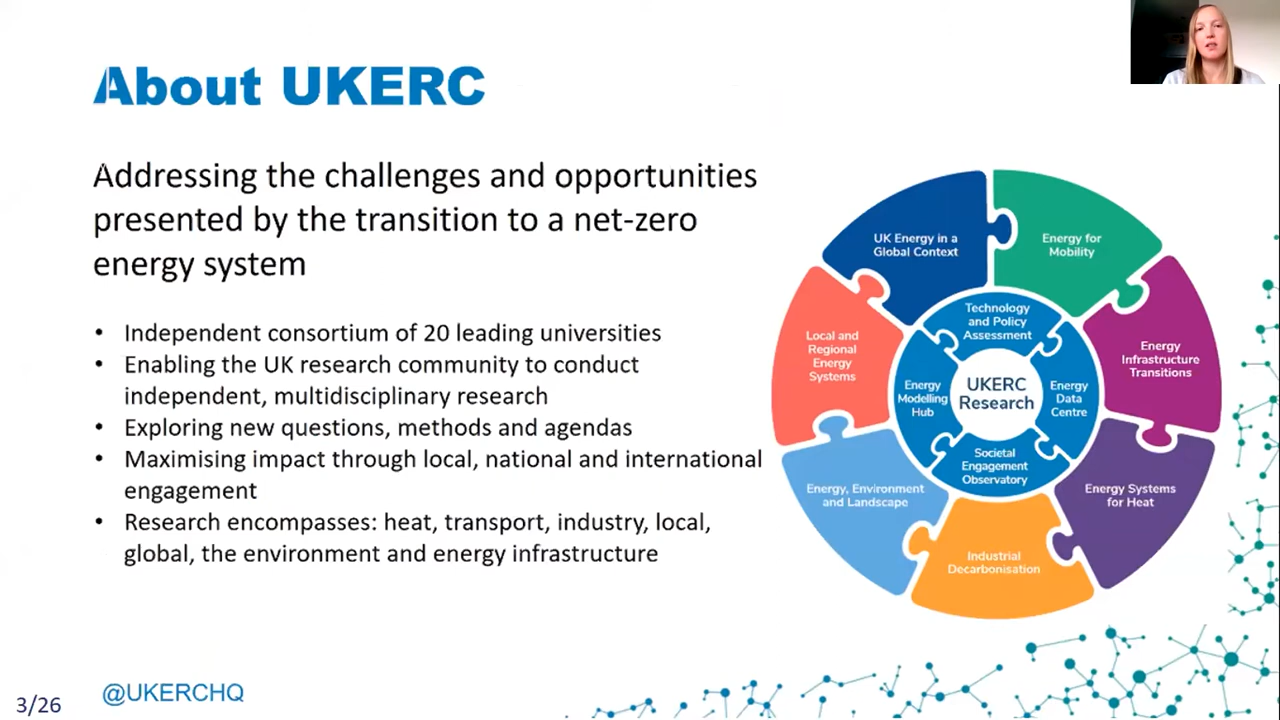 About UKERC
Addressing the challenges and opportunities
presented by the transition to a net-zero
energy system
• Independent consortium of 20 leading universities
• Enabling the UK research community to conduct
independent, multidisciplinary research
• Exploring new questions, methods and agendas
• Maximising impact through local, national and international
engagement
• Research encompasses: heat, transport, industry, local,
global, the environment and energy infrastructure
UK Energy in a
Global Context
Energy for
Mobility
Energy
Infrastructure
Transitions
Energy Systems
for Heat
Industrial
Decarbonisation
Energy, Environment
and Landscape
Local and
Regional
Energy
Systems
Technology
and Policy
Assessment
Energy
Data
Centre
Societal
Engagement
Observatory
Energy
Modelling
Hub
UKERC
Research
3/26
@UKERCHQ